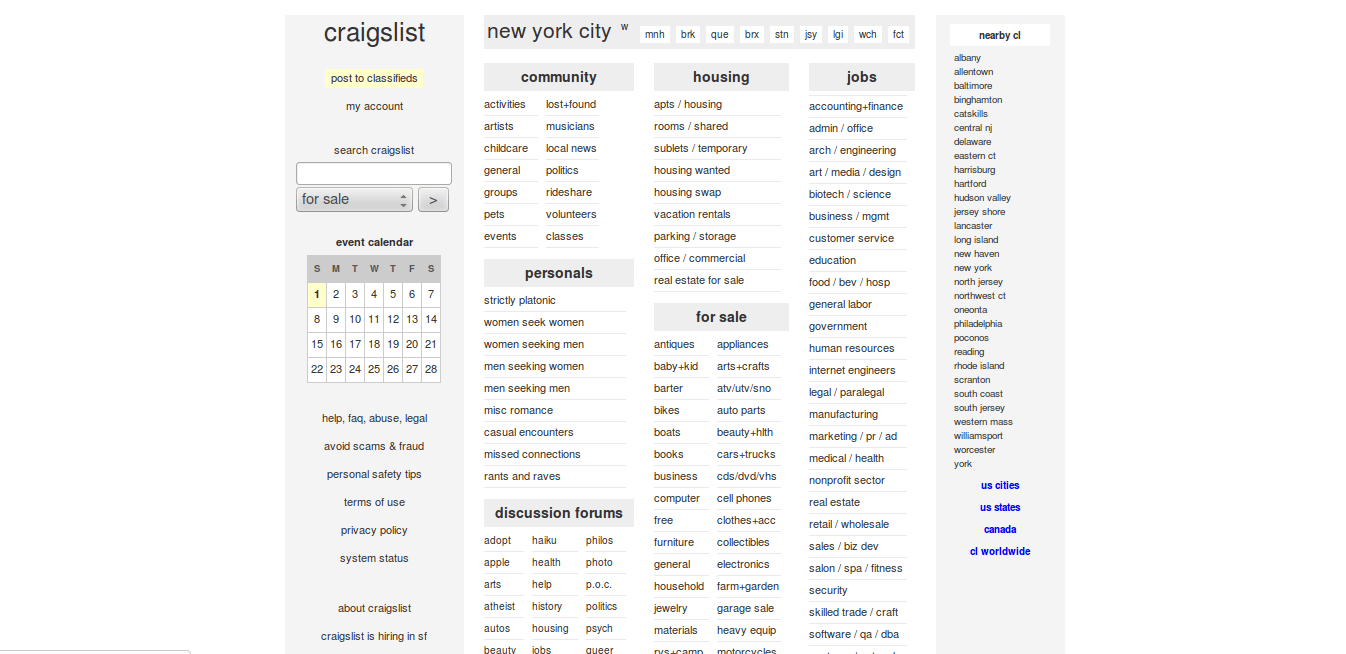 craigslist
post to classifieds
my account
search craigslist
for sale
>
event calendar
S M T W T F S
1 2 3 4 5 6 7
8 9 10 11 12 13 14
15 16 17 18 19 20 21
22 23 24 25 26 27 28
help, faq, abuse, legal
avoid scams & fraud
personal safety tips
terms of use
privacy policy
system status
about craigslist
craigslist is hiring in sf
new york city w mnh brk que brx stn jsy lgi wch fct
community
activities lost+found
artists musicians
childcare local news
general politics
groups rideshare
pets volunteers
events classes
personals
strictly platonic
women seek women
women seeking men
men seeking women
men seeking men
misc romance
casual encounters
missed connections
rants and raves
discussion forums
adopt haiku philos
apple health photo
arts help p.o.c.
atheist history politics
autos housing psych
beauty jobs queer
housing
apts / housing
rooms / shared
sublets / temporary
housing wanted
housing swap
vacation rentals
parking / storage
office / commercial
real estate for sale
for sale
antiques appliances
baby+kid arts+crafts
barter atv/utv/sno
bikes auto parts
boats beauty+hlth
books cars+trucks
business cds/dvd/vhs
computer cell phones
free clothes+acc
furniture collectibles
general electronics
household farm+garden
jewelry garage sale
materials heavy equip
rvs+camp motorcycles
jobs
accounting+finance
admin / office
arch / engineering
art / media / design
biotech / science
business / mgmt
customer service
education
food / bev / hosp
general labor
government
human resources
internet engineers
legal / paralegal
manufacturing
marketing / pr / ad
medical / health
nonprofit sector
real estate
retail / wholesale
sales / biz dev
salon / spa / fitness
security
skilled trade / craft
software / qa / dba
nearby cl
albany
allentown
baltimore
binghamton
catskills
central nj
delaware
eastern ct
harrisburg
hartford
hudson valley
jersey shore
lancaster
long island
new haven
new york
north jersey
northwest ct
oneonta
philadelphia
poconos
reading
rhode island
scranton
south coast
south jersey
western mass
williamsport
worcester
york
us cities
us states
canada
cl worldwide